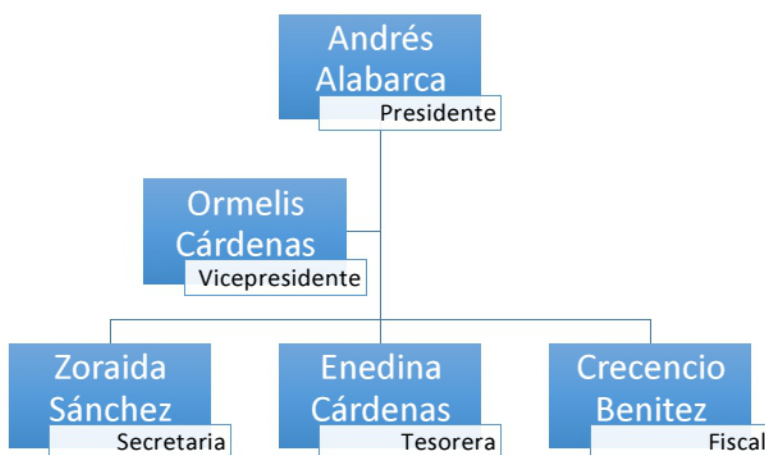 Andrés
Alabarca
Presidente
Ormelis
Cárdenas
Vicepresidente
Zoraida
Sánchez
Secretaria
Enedina
Cárdenas
Tesorera
Crecencio
Benitez
Fiscal